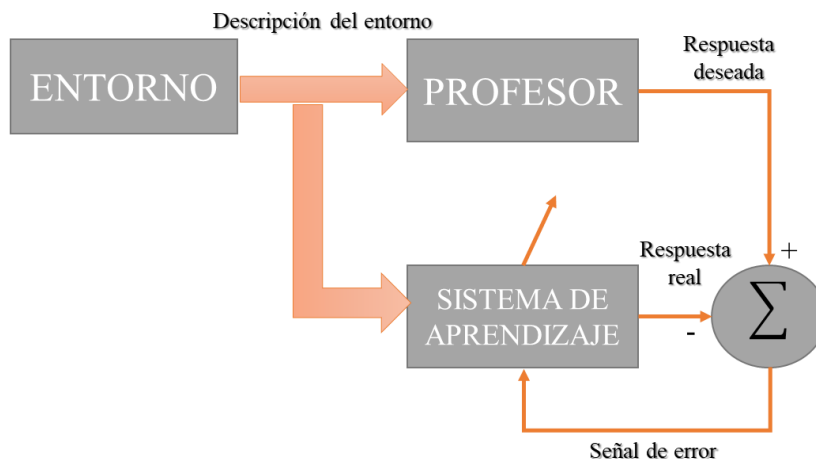 Descripción del entorno
ENTORNO
PROFESOR
Respuesta
deseada
+
Respuesta
real
-
SISTEMA DE
APRENDIZAJE
∑
Señal de error